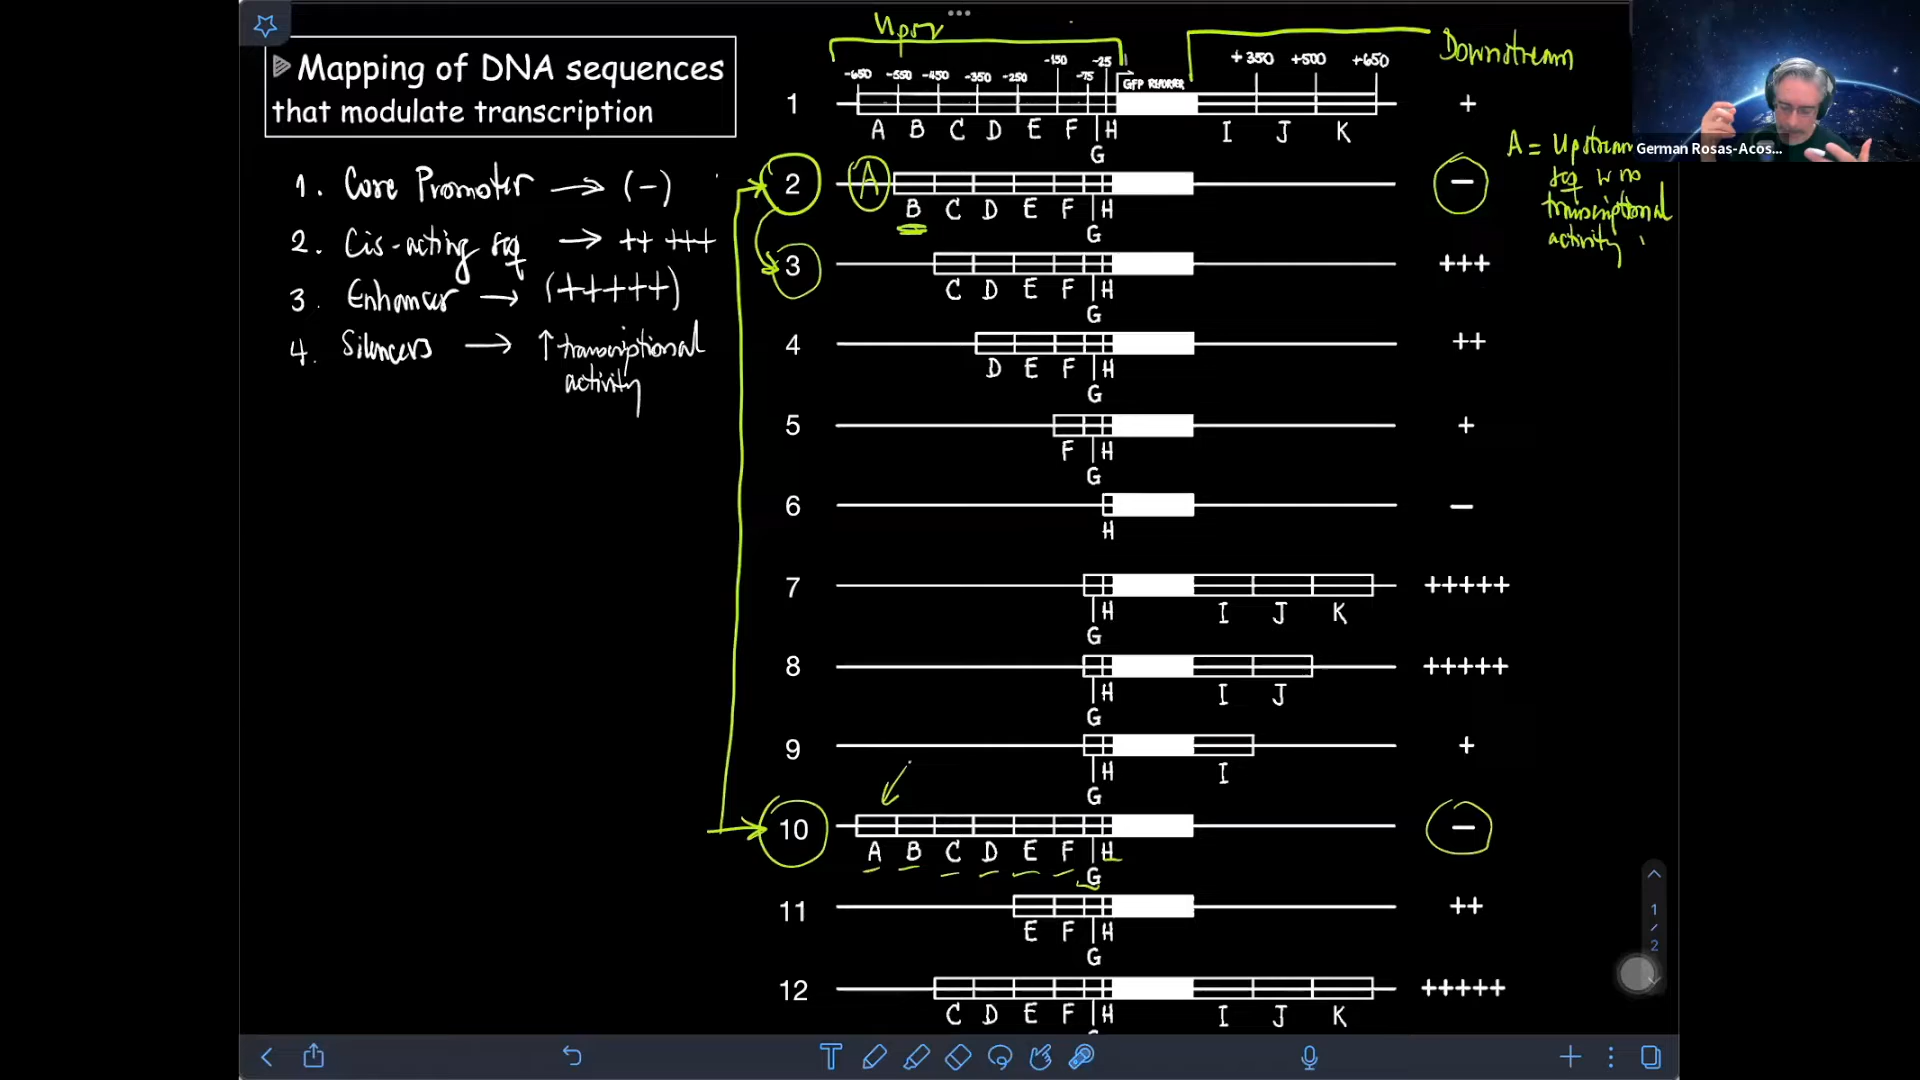 Mapping of DNA sequences
that modulate transcription
1. Core Promoter → (-)
2. Cis-acting seq → ++ +++
3. Enhancer → (+++++)
4. Silencers → ↑ transcriptional
activity
Downstream
-650 -550 -450 -350 -250 -150 -75 -25 GFP REPORTER +350 +500 +650
1 +
A B C D E F H I J K
G
A = Upstream
seq w no
transcriptional
activity
German Rosas-Acos...
2 A −
B C D E F H
G
3 +++
C D E F H
G
4 ++
D E F H
G
5 +
F H
G
6 −
H
7 +++++
H I J K
G
8 +++++
H I J
G
9 +
H I
G
10 −
A B C D E F H
G
11 ++
E F H
G
12 +++++
C D E F H I J K
1
/
2
T